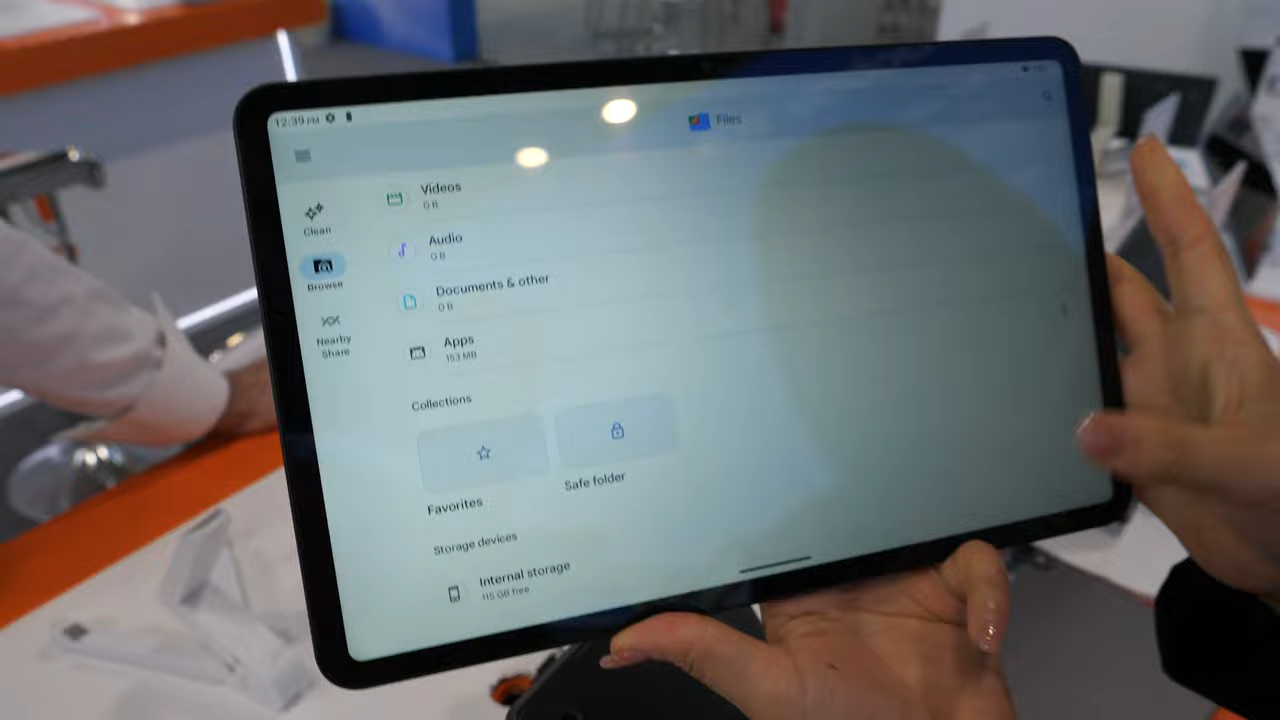 12:39 PM
Files
Clean
Browse
Nearby
Share
Videos
0 B
Audio
0 B
Documents & other
0 B
Apps
153 MB
Collections
Favorites
Safe folder
Storage devices
Internal storage
115 GB free